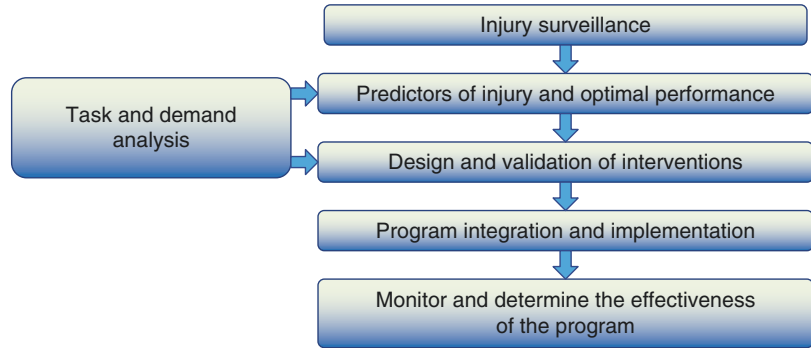 Injury surveillance
Predictors of injury and optimal performance
Task and demand
analysis
Design and validation of interventions
Program integration and implementation
Monitor and determine the effectiveness
of the program